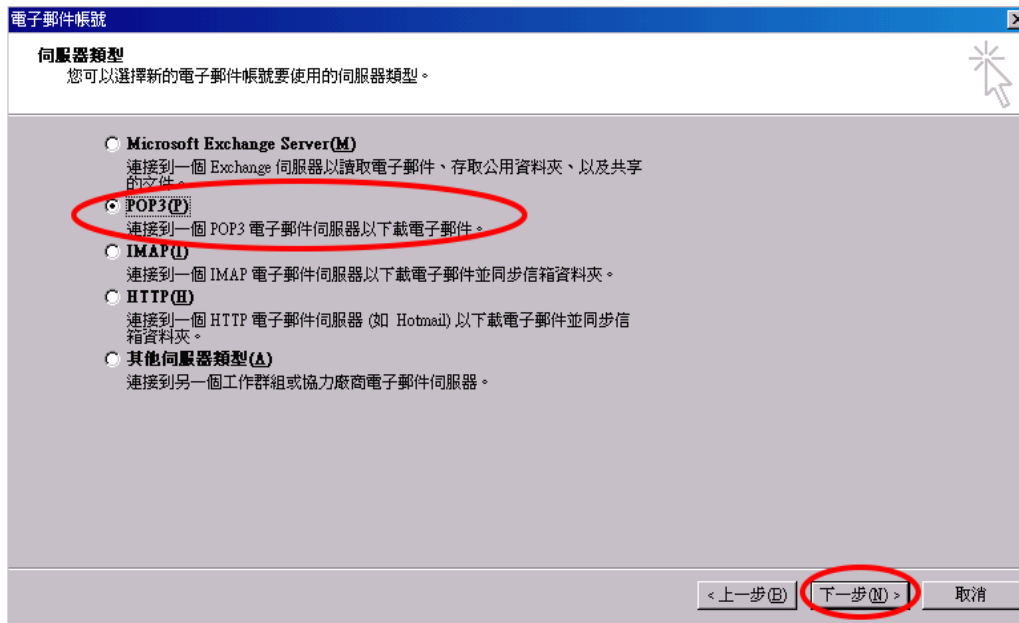 電子郵件帳號
伺服器類型
您可以選擇新的電子郵件帳號要使用的伺服器類型。
Microsoft Exchange Server(M)
連接到一個 Exchange 伺服器以讀取電子郵件、存取公用資料夾、以及共享
的文件。
POP3(P)
連接到一個 POP3 電子郵件伺服器以下載電子郵件。
IMAP(I)
連接到一個 IMAP 電子郵件伺服器以下載電子郵件並同步信箱資料夾。
HTTP(H)
連接到一個 HTTP 電子郵件伺服器 (如 Hotmail) 以下載電子郵件並同步信
箱資料夾。
其他伺服器類型(A)
連接到另一個工作群組或協力廠商電子郵件伺服器。
<上一步(B) 下一步(N)> 取消